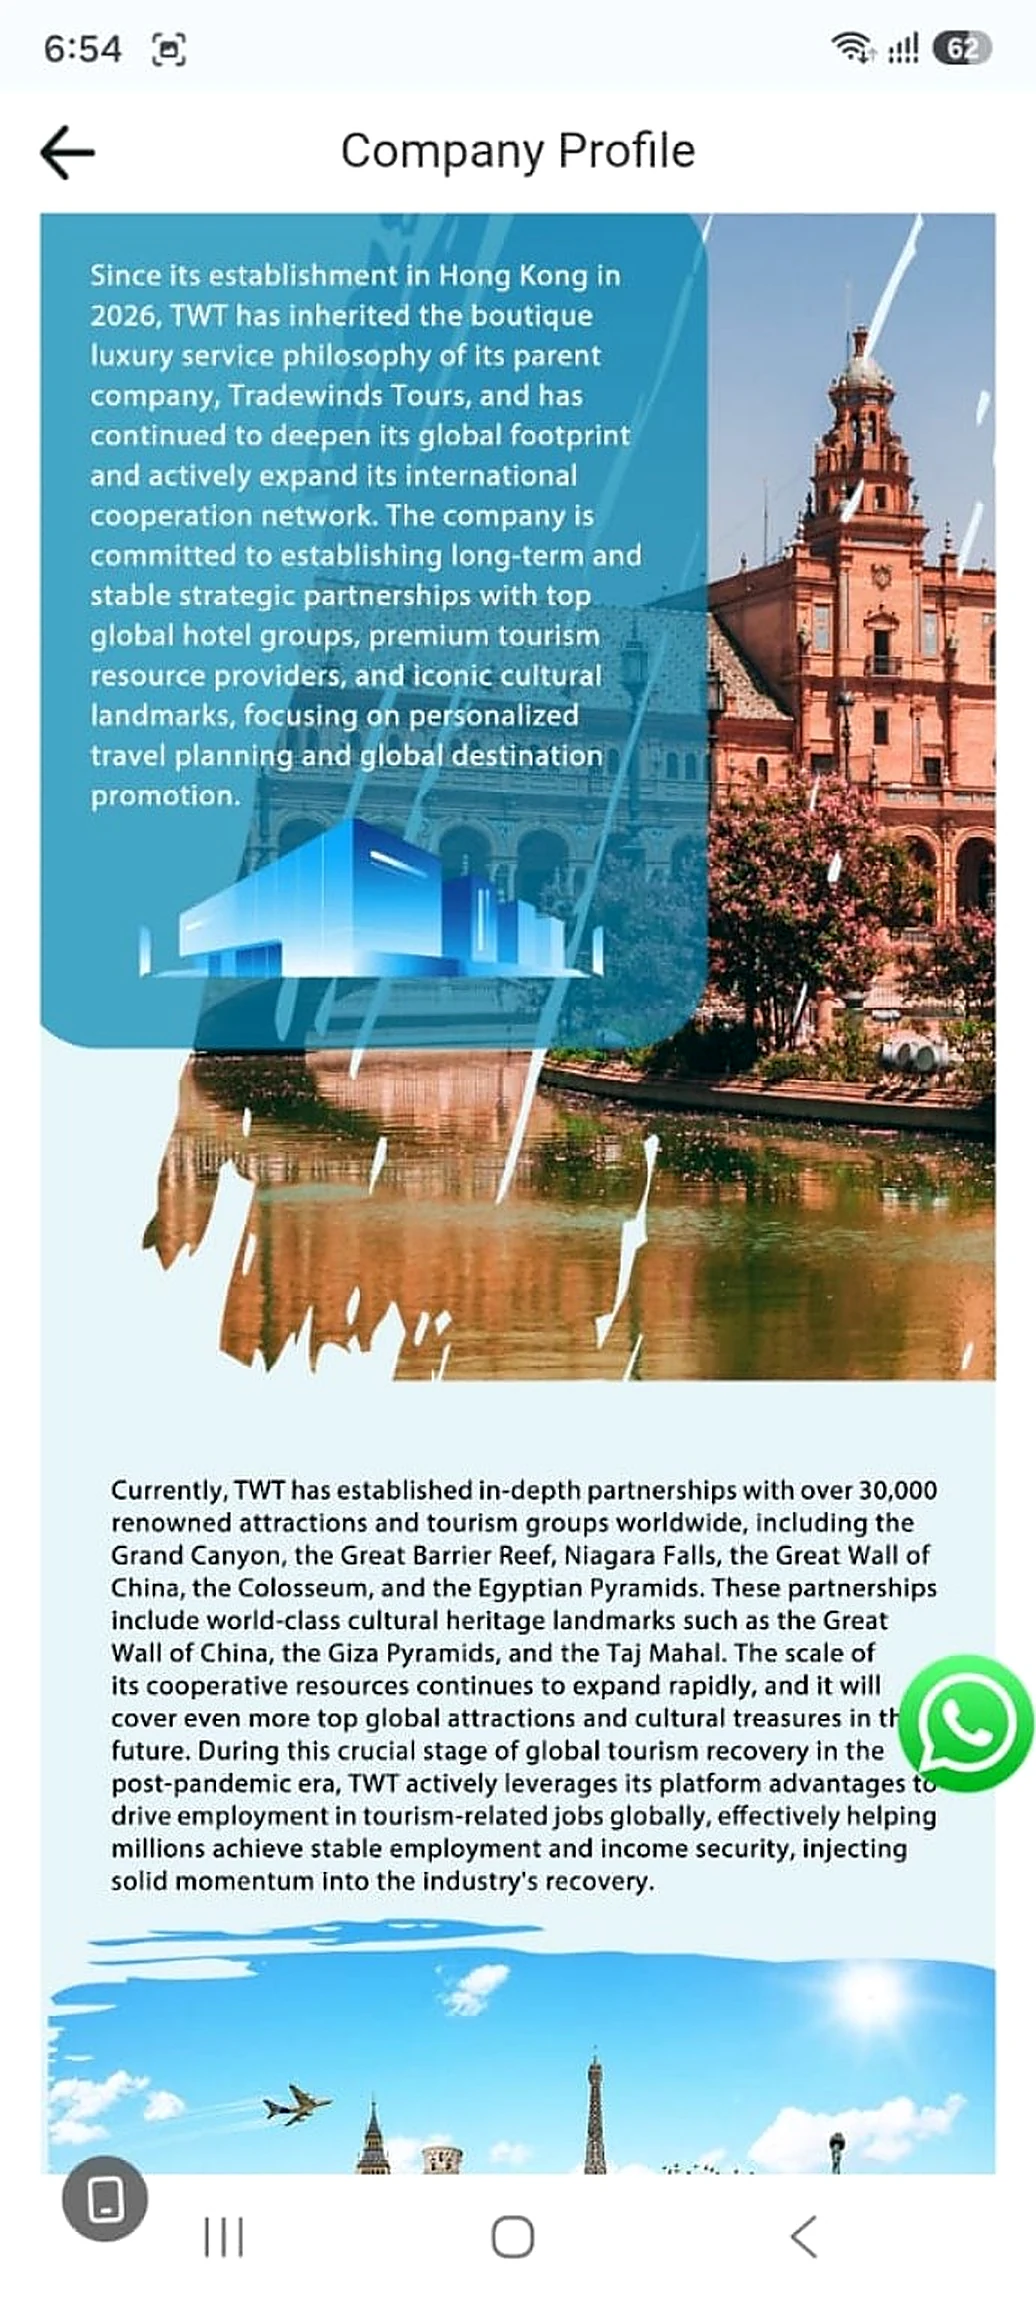 6:54
62
Company Profile
Since its establishment in Hong Kong in
2026, TWT has inherited the boutique
luxury service philosophy of its parent
company, Tradewinds Tours, and has
continued to deepen its global footprint
and actively expand its international
cooperation network. The company is
committed to establishing long-term and
stable strategic partnerships with top
global hotel groups, premium tourism
resource providers, and iconic cultural
landmarks, focusing on personalized
travel planning and global destination
promotion.
Currently, TWT has established in-depth partnerships with over 30,000
renowned attractions and tourism groups worldwide, including the
Grand Canyon, the Great Barrier Reef, Niagara Falls, the Great Wall of
China, the Colosseum, and the Egyptian Pyramids. These partnerships
include world-class cultural heritage landmarks such as the Great
Wall of China, the Giza Pyramids, and the Taj Mahal. The scale of
its cooperative resources continues to expand rapidly, and it will
cover even more top global attractions and cultural treasures in
future. During this crucial stage of global tourism recovery in the
post-pandemic era, TWT actively leverages its platform advantages to
drive employment in tourism-related jobs globally, effectively helping
millions achieve stable employment and income security, injecting
solid momentum into the industry's recovery.